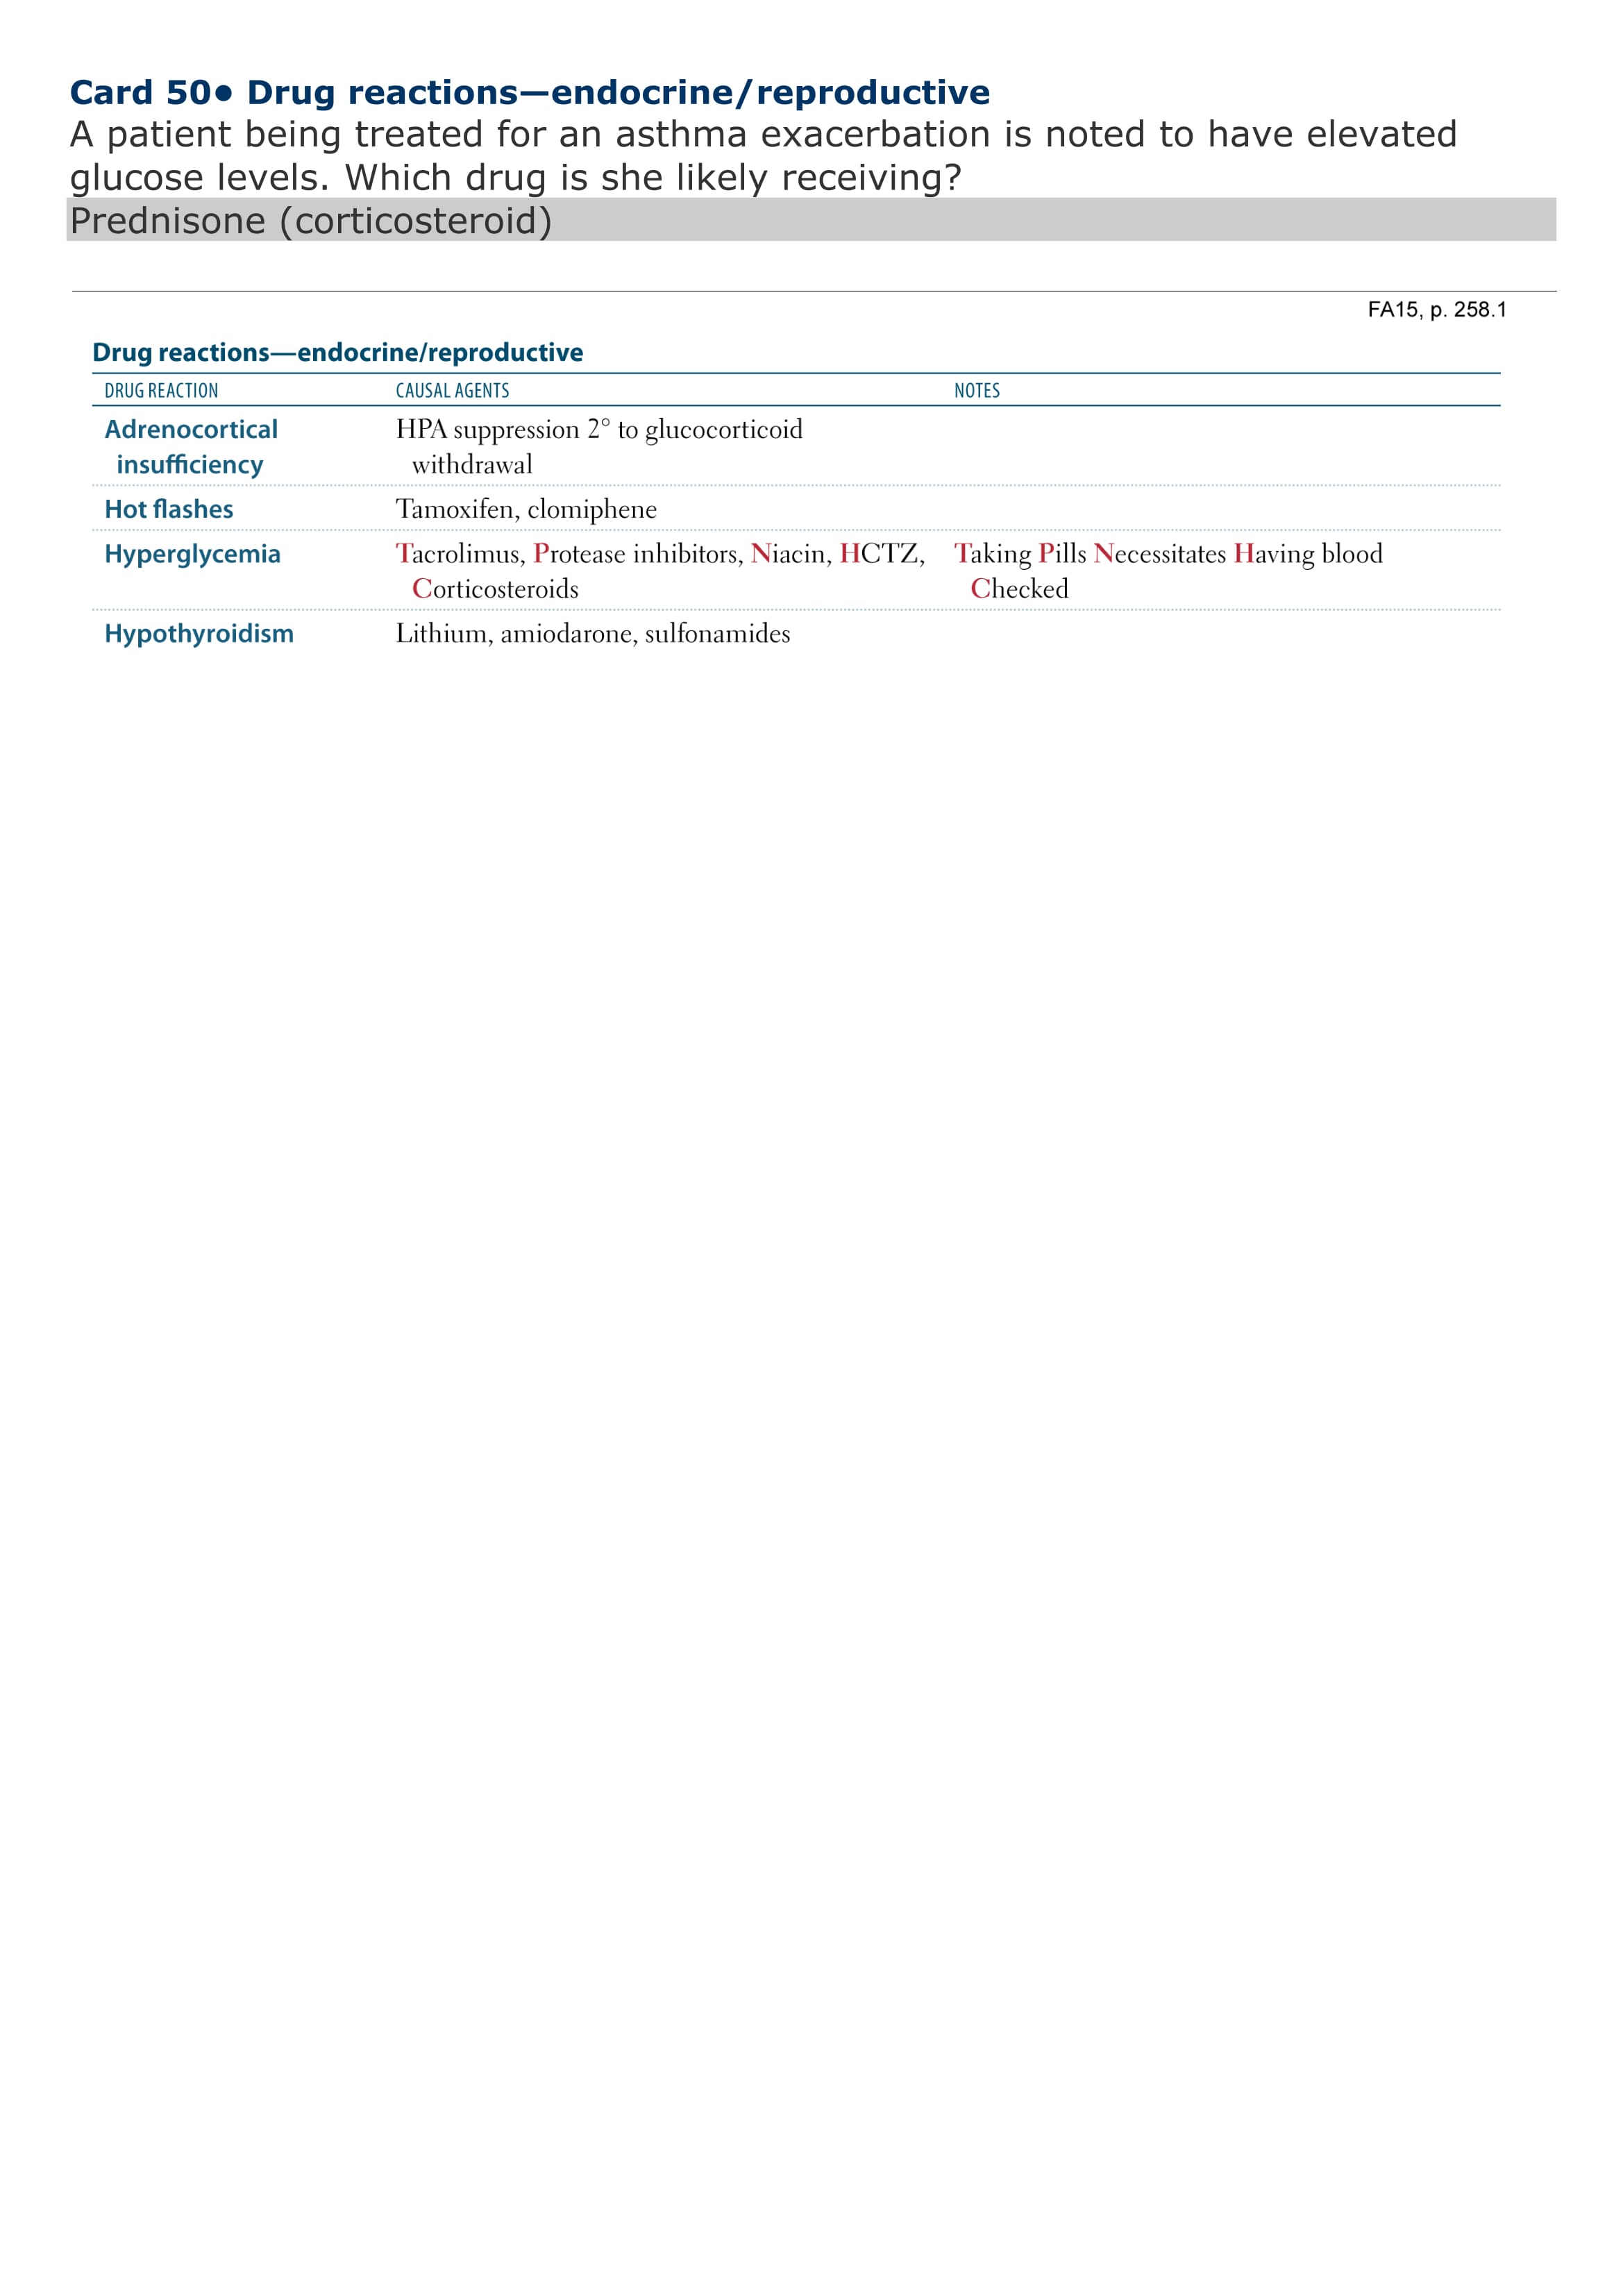 Card 50● Drug reactions—endocrine/reproductive
A patient being treated for an asthma exacerbation is noted to have elevated
glucose levels. Which drug is she likely receiving?
Prednisone (corticosteroid)
FA15, p. 258.1
Drug reactions—endocrine/reproductive
DRUG REACTION CAUSAL AGENTS NOTES
Adrenocortical HPA suppression 2° to glucocorticoid
insufficiency withdrawal
Hot flashes Tamoxifen, clomiphene
Hyperglycemia Tacrolimus, Protease inhibitors, Niacin, HCTZ, Taking Pills Necessitates Having blood
Corticosteroids Checked
Hypothyroidism Lithium, amiodarone, sulfonamides